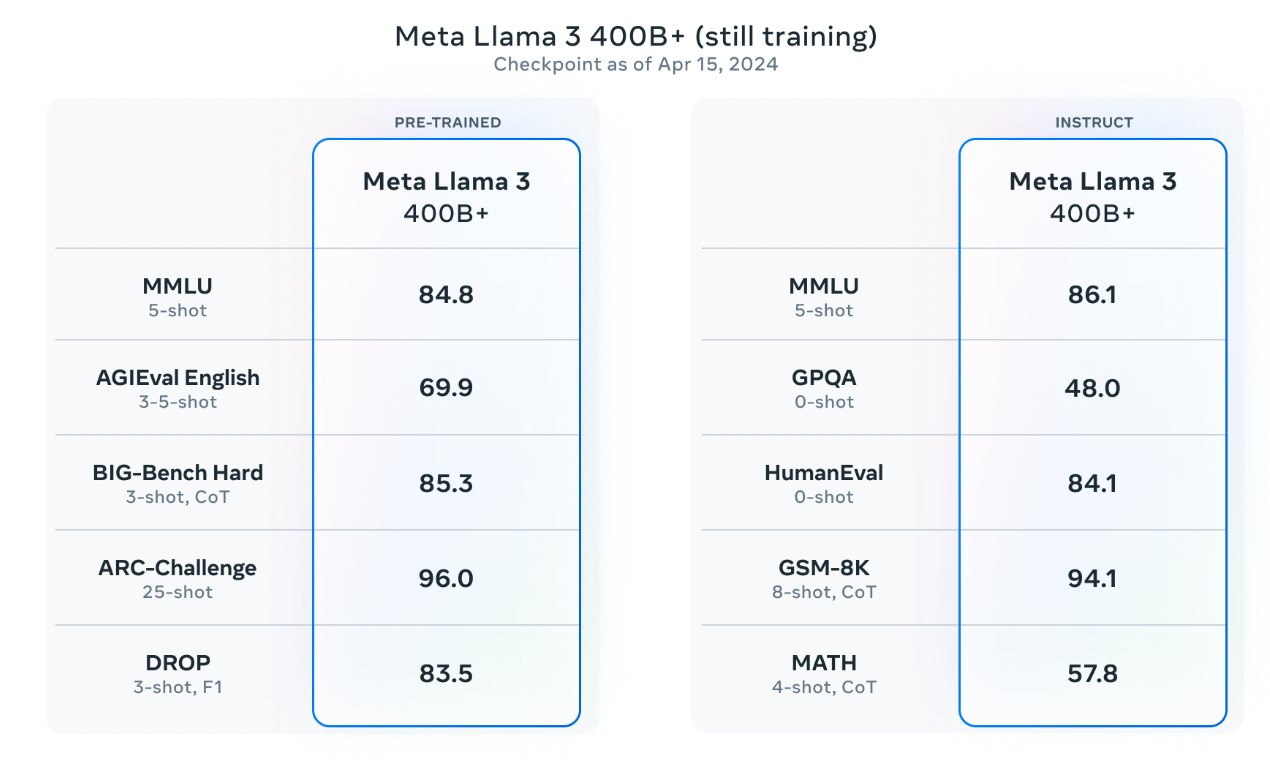 Meta Llama 3 400B+ (still training)
Checkpoint as of Apr 15, 2024
PRE-TRAINED
Meta Llama 3
400B+
MMLU
5-shot
84.8
AGIEval English
3-5-shot
69.9
BIG-Bench Hard
3-shot, CoT
85.3
ARC-Challenge
25-shot
96.0
DROP
3-shot, F1
83.5
INSTRUCT
Meta Llama 3
400B+
MMLU
5-shot
86.1
GPQA
0-shot
48.0
HumanEval
0-shot
84.1
GSM-8K
8-shot, CoT
94.1
MATH
4-shot, CoT
57.8